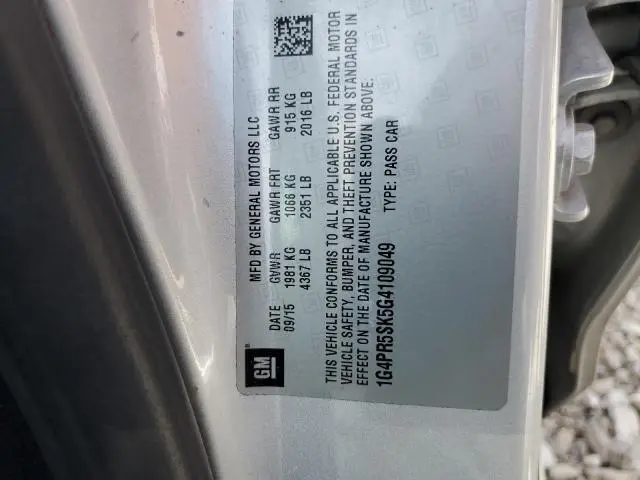 MFD BY GENERAL MOTORS LLC
DATE GVWR GAWR FRT GAWR RR
09/15 1981 KG 1066 KG 915 KG
4367 LB 2351 LB 2016 LB
THIS VEHICLE CONFORMS TO ALL APPLICABLE U.S. FEDERAL MOTOR
VEHICLE SAFETY, BUMPER, AND THEFT PREVENTION STANDARDS IN
EFFECT ON THE DATE OF MANUFACTURE SHOWN ABOVE.
1G4PR5SK5G4109049 TYPE: PASS CAR
GM®